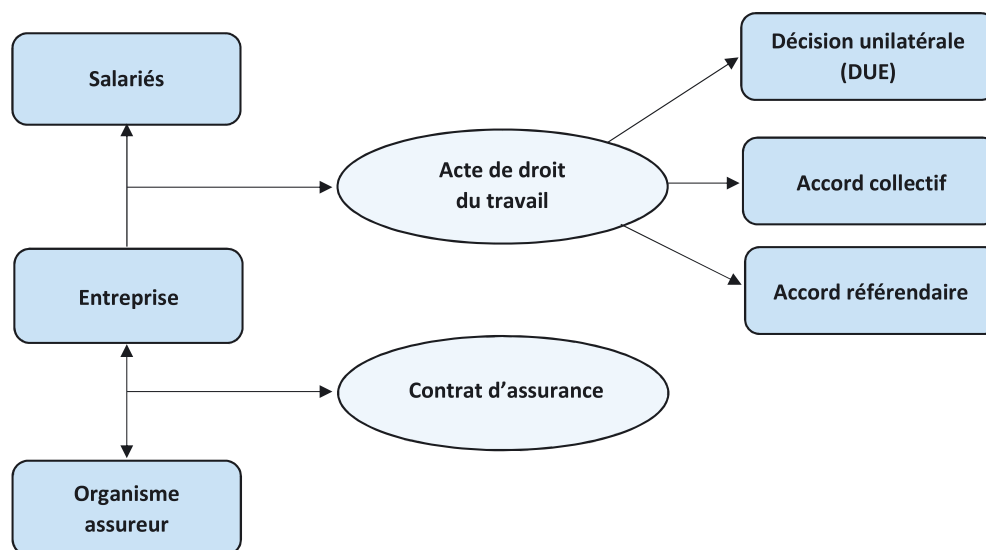 Salariés
Acte de droit
du travail
Décision unilatérale
(DUE)
Accord collectif
Accord référendaire
Entreprise
Contrat d’assurance
Organisme
assureur